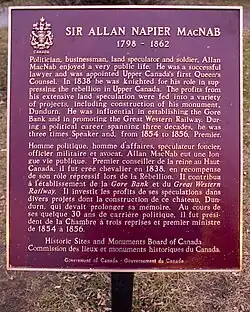 SIR ALLAN NAPIER MACNAB
1798 - 1862
Politician, businessman, land speculator and soldier, Allan
MacNab enjoyed a very public life. He was a successful
lawyer and was appointed Upper Canada's first Queen's
Counsel. In 1838 he was knighted for his role in sup-
pressing the rebellion in Upper Canada. The profits from
his extensive land speculation were fed into a variety
of projects, including construction of his monument,
Dundurn. He was influential in establishing the Gore
Bank and in promoting the Great Western Railway. Dur-
ing a political career spanning three decades, he was
three times Speaker and, from 1854 to 1856, Premier.
Homme politique, homme d'affaires, spéculateur foncier,
officier militaire et avocat, Allan MacNab eut une lon-
gue vie publique. Premier conseiller de la reine au Haut-
Canada, il fut créé chevalier en 1838, en recompense
de son rôle répressif lors de la Rébellion. Il contribua
à l'établissement de la Gore Bank et du Great Western
Railway. Il investit les profits de ses spéculations dans
divers projets dont la construction de ce château, Dun-
durn, qui devait prolonger sa mémoire. Au cours de
ses quelque 30 ans de carrière politique, il fut prési-
dent de la Chambre à trois reprises et premier ministre
de 1854 à 1856.
Historic Sites and Monuments Board of Canada.
Commission des lieux et monuments historiques du Canada.
Government of Canada - Gouvernement du Canada